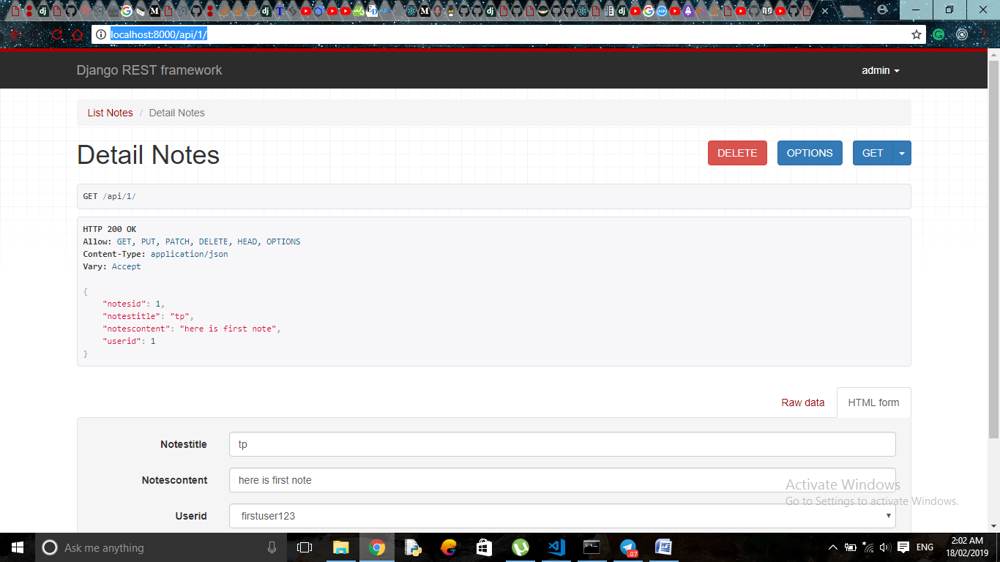 localhost:8000/api/1/
Django REST framework
admin
List Notes / Detail Notes
Detail Notes
DELETE
OPTIONS
GET
GET /api/1/
HTTP 200 OK
Allow: GET, PUT, PATCH, DELETE, HEAD, OPTIONS
Content-Type: application/json
Vary: Accept
{
"notesid": 1,
"notestitle": "tp",
"notescontent": "here is first note",
"userid": 1
}
Raw data
HTML form
Notestitle
tp
Notescontent
here is first note
Userid
firstuser123
Activate Windows
Go to Settings to activate Windows.
Ask me anything
ENG
2:02 AM
18/02/2019